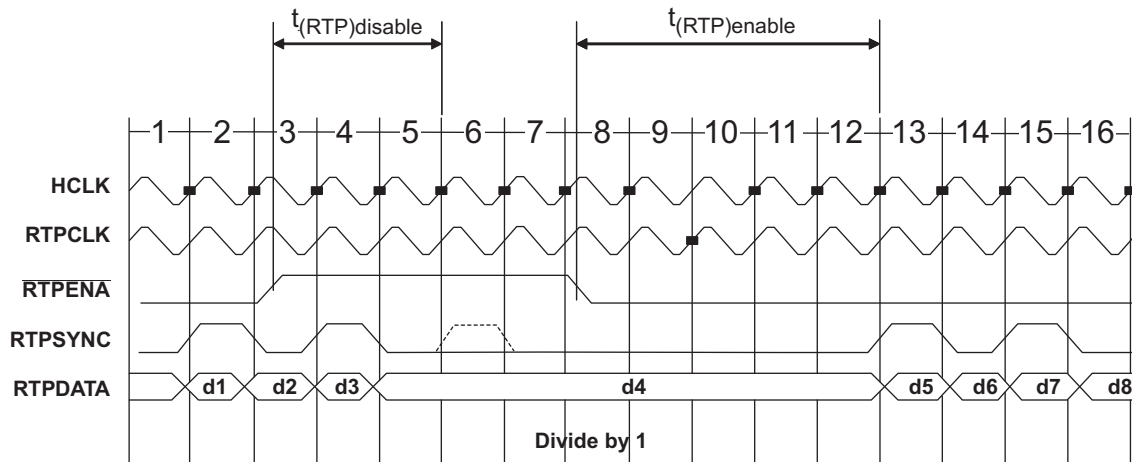 t(RTP)disable t(RTP)enable
1 2 3 4 5 6 7 8 9 10 11 12 13 14 15 16
HCLK
RTPCLK
RTPENA
RTPSYNC
RTPDATA d1 d2 d3 d4 d5 d6 d7 d8
Divide by 1